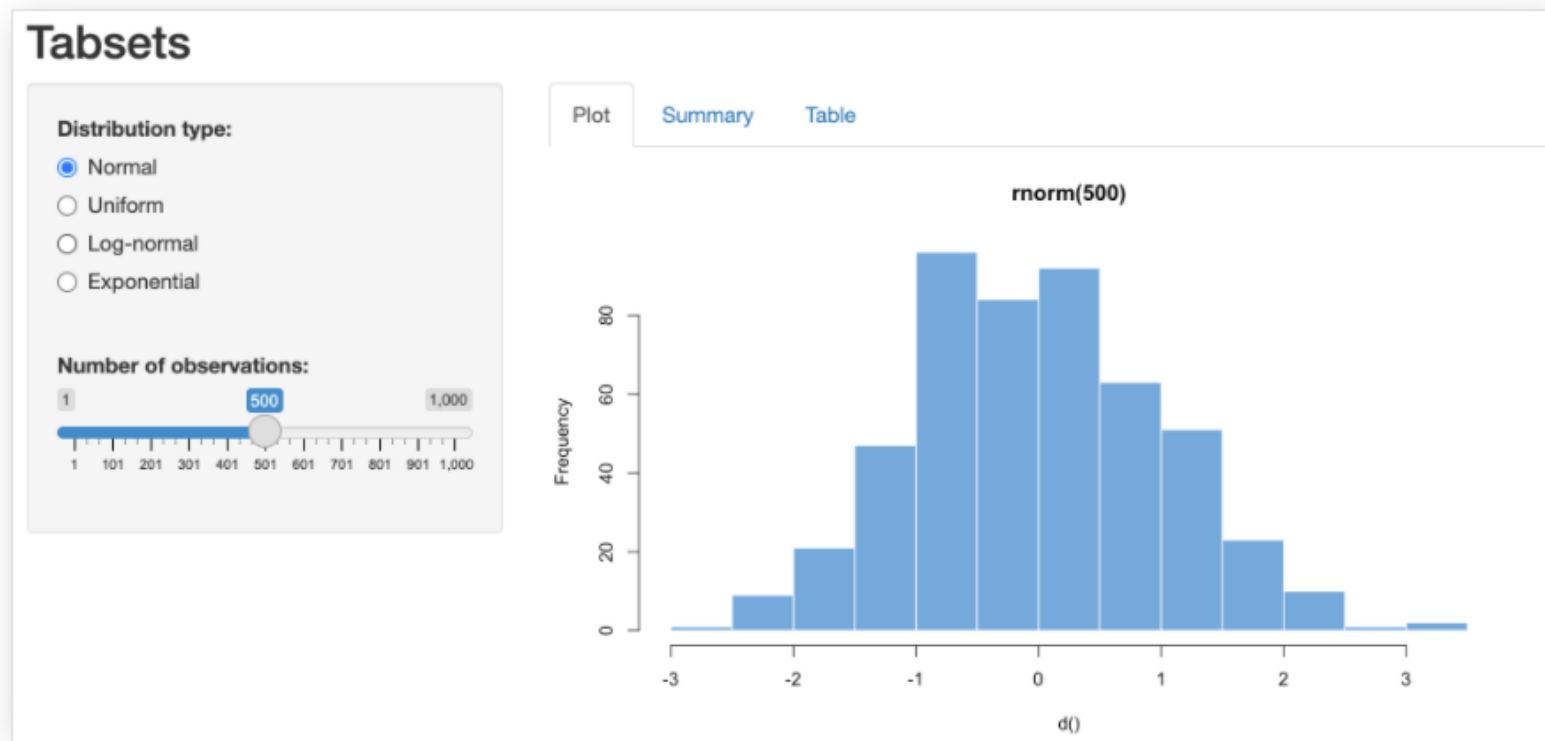 Tabsets
Distribution type:
Normal
Uniform
Log-normal
Exponential
Number of observations:
1 500 1,000
1 101 201 301 401 501 601 701 801 901 1,000
Plot Summary Table
rnorm(500)
Frequency
80
60
40
20
0
-3 -2 -1 0 1 2 3
d()